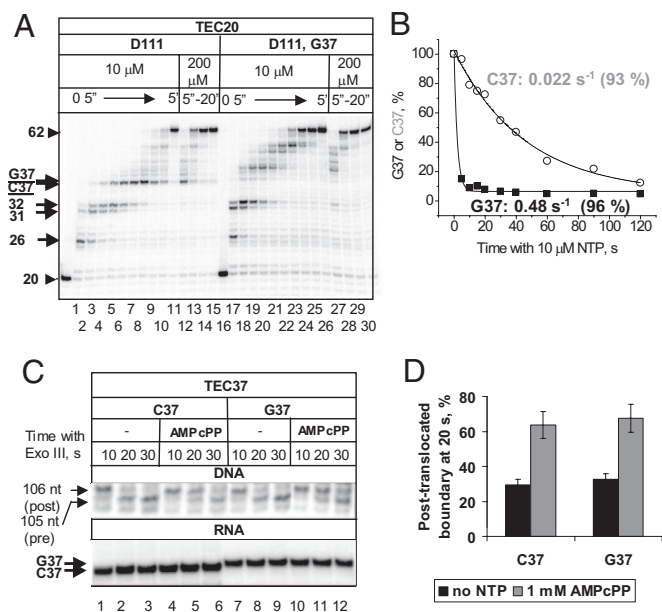 A
TEC20
D111
D111, G37
10 μM
200 μM
10 μM
200 μM
0 5"
5'
5"-20"
0 5"
5'
5"-20"
62
G37
C37
32
31
26
20
1 3 5 7 9 11 13 15 17 19 21 23 25 27 29
2 4 6 8 10 12 14 16 18 20 22 24 26 28 30
B
G37 or C37, %
100
80
60
40
20
0
C37: 0.022 s-1 (93 %)
G37: 0.48 s-1 (96 %)
0 20 40 60 80 100 120
Time with 10 μM NTP, s
C
TEC37
C37
G37
Time with Exo III, s
-
AMPcPP
-
AMPcPP
10 20 30 10 20 30 10 20 30 10 20 30
DNA
106 nt (post)
105 nt (pre)
RNA
G37
C37
1 2 3 4 5 6 7 8 9 10 11 12
D
Post-translocated boundary at 20 s, %
80
60
40
20
0
C37
G37
no NTP
1 mM AMPcPP